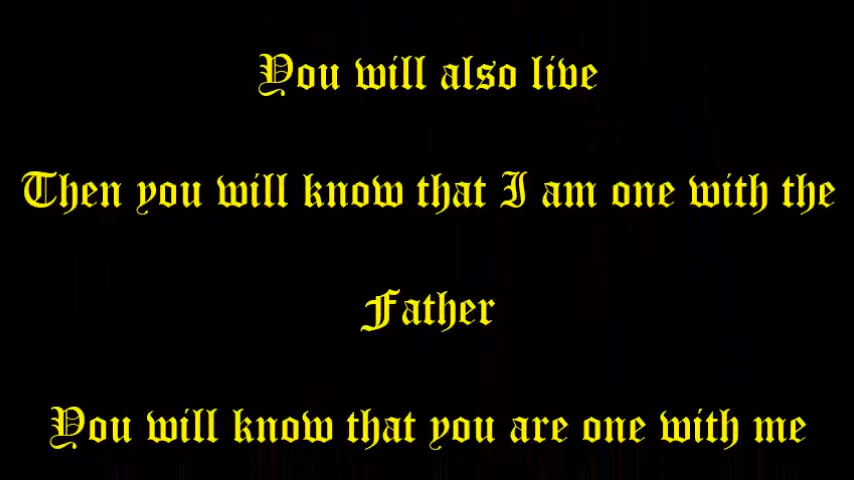 You will also live
Then you will know that I am one with the
Father
You will know that you are one with me